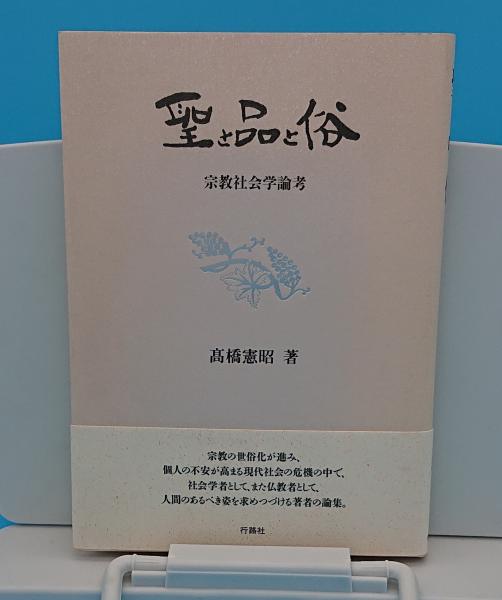 聖と品と俗
宗教社会学論考
髙橋憲昭 著
宗教の世俗化が進み、
個人の不安が高まる現代社会の危機の中で、
社会学者として、また仏教者として、
人間のあるべき姿を求めつづける著者の論集。
行路社